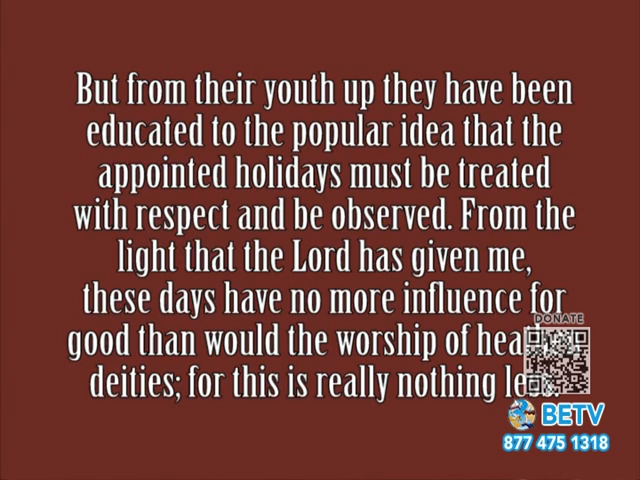 But from their youth up they have been
educated to the popular idea that the
appointed holidays must be treated
with respect and be observed. From the
light that the Lord has given me,
these days have no more influence for
good than would the worship of
deities; for this is really nothing
DONATE
BETV
877 475 1318